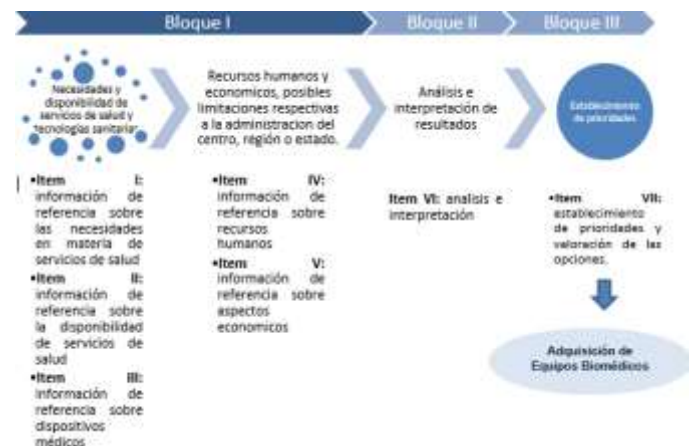 Bloque I
Bloque II
Bloque III
Necesidades y
disponibilidad de
servicios de salud y
tecnologías sanitarias
Recursos humanos y
economicos, posibles
limitaciones respectivas
a la administracion del
centro, región o estado.
Análisis e
interpretación de
resultados
Establecimiento
de prioridades
•Item I:
información de
referencia sobre
las necesidades
en materia de
servicios de salud
•Item II:
información de
referencia sobre
la disponibilidad
de servicios de
salud
•Item III:
información de
referencia sobre
dispositivos
médicos
•Item IV:
información de
referencia sobre
recursos
humanos
•Item V:
información de
referencia sobre
aspectos
economicos
Item VI: analisis e
interpretación
•Item VII:
establecimiento
de prioridades y
valoración de las
opciones.
Adquisición de
Equipos Biomédicos